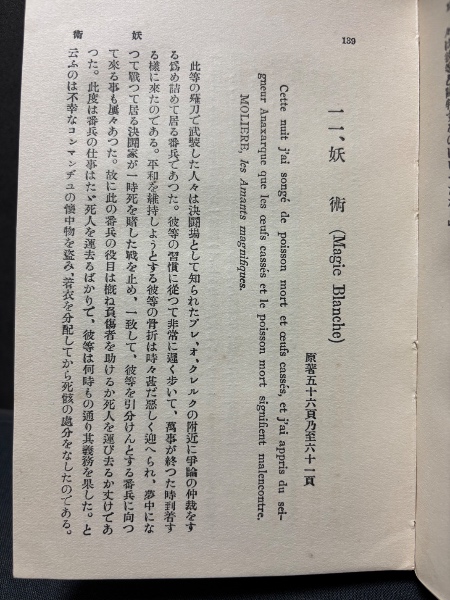 妖術
139
一一、妖術 (Magic Blanche)
原著五十六頁乃至六十一頁
Cette nuit j'ai songé de poisson mort et œufs cassés, et j'ai appris du sei-
gneur Anaxarque que les œufs cassés et le poisson mort signifient malencontre.
MOLIERE, les Amants magnifiques.
此等の薙刀で武裝した人々は決鬪場として知られたプレ、オ、クレルクの附近に爭論の仲裁をす
る爲め詰めて居る番兵であつた。彼等の習慣に從つて非常に遲く歩いて、萬事が終つた時到着す
る樣に來たのである。平和を維持しようとする彼等の骨折は時々甚だ惡しく迎へられ、夢中にな
つて戰つて居る決鬪家が一時死を賭した戰を止め、一致して、彼等を引分けんとする番兵に向つ
て來る事も屢々あつた。故に此の番兵の役目は概ね負傷者を助けるか死人を運び去るか丈けであ
つた。此度は番兵の仕事はたゞ死人を運去るばかりで、彼等は何時もの通り其義務を果した。と
云ふのは不幸なコンマンヂュの懷中物を盜み、着衣を分配してから死骸の處分をなしたのである。